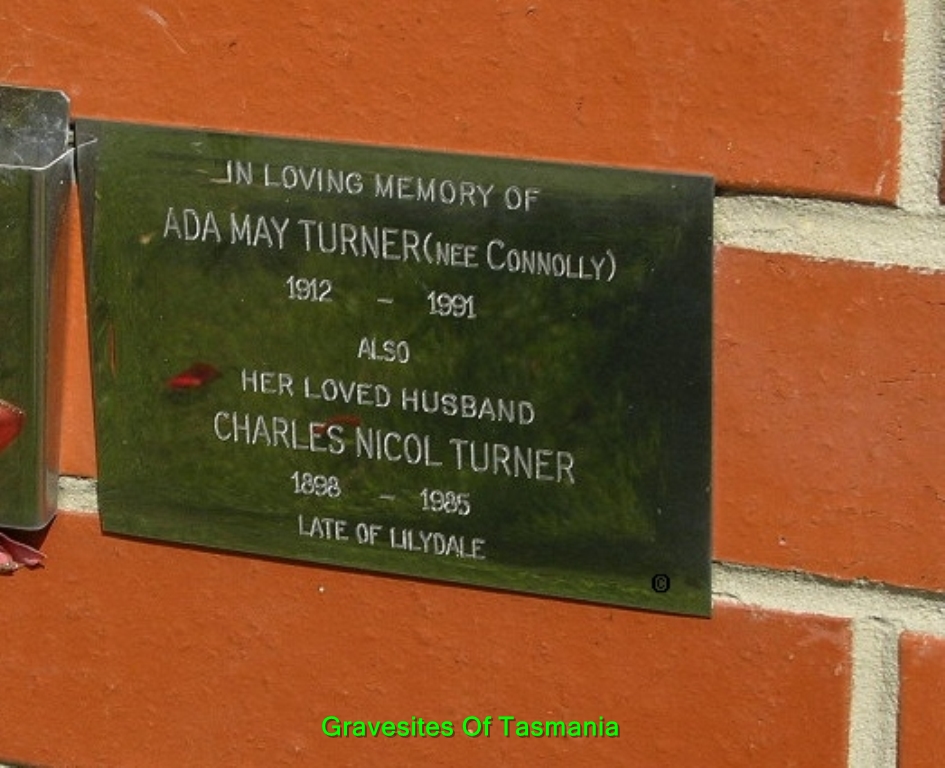 IN LOVING MEMORY OF
ADA MAY TURNER (NEE CONNOLLY)
1912 - 1991
ALSO
HER LOVED HUSBAND
CHARLES NICOL TURNER
1898 - 1985
LATE OF LILYDALE
©
Gravesites Of Tasmania